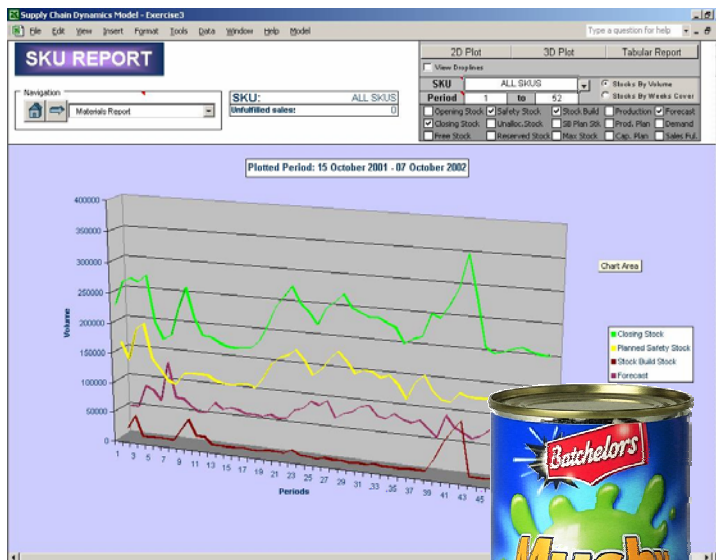 Supply Chain Dynamics Model - Exercise3
File Edit View Insert Format Tools Data Window Help Model
Type a question for help
SKU REPORT
2D Plot 3D Plot Tabular Report
View Droplines
SKU ALL SKUS
Stocks By Volume
Period 1 to 52
Stocks By Weeks Cover
Opening Stock Safety Stock Stock Build Production Forecast
Closing Stock Unalloc.Stock SB Plan Stk Prod. Plan Demand
Free Stock Reserved Stock Max Stock Cap. Plan Sales Ful.
Navigation
Materials Report
SKU: ALL SKUS
Unfulfilled sales: 0
Plotted Period: 15 October 2001 - 07 October 2002
400000
350000
300000
250000
200000
150000
100000
50000
0
Volume
1 3 5 7 9 11 13 15 17 19 21 23 25 27 29 31 33 35 37 39 41 43 45
Periods
Chart Area
Closing Stock
Planned Safety Stock
Stock Build Stock
Forecast
Batchelors
Mushy